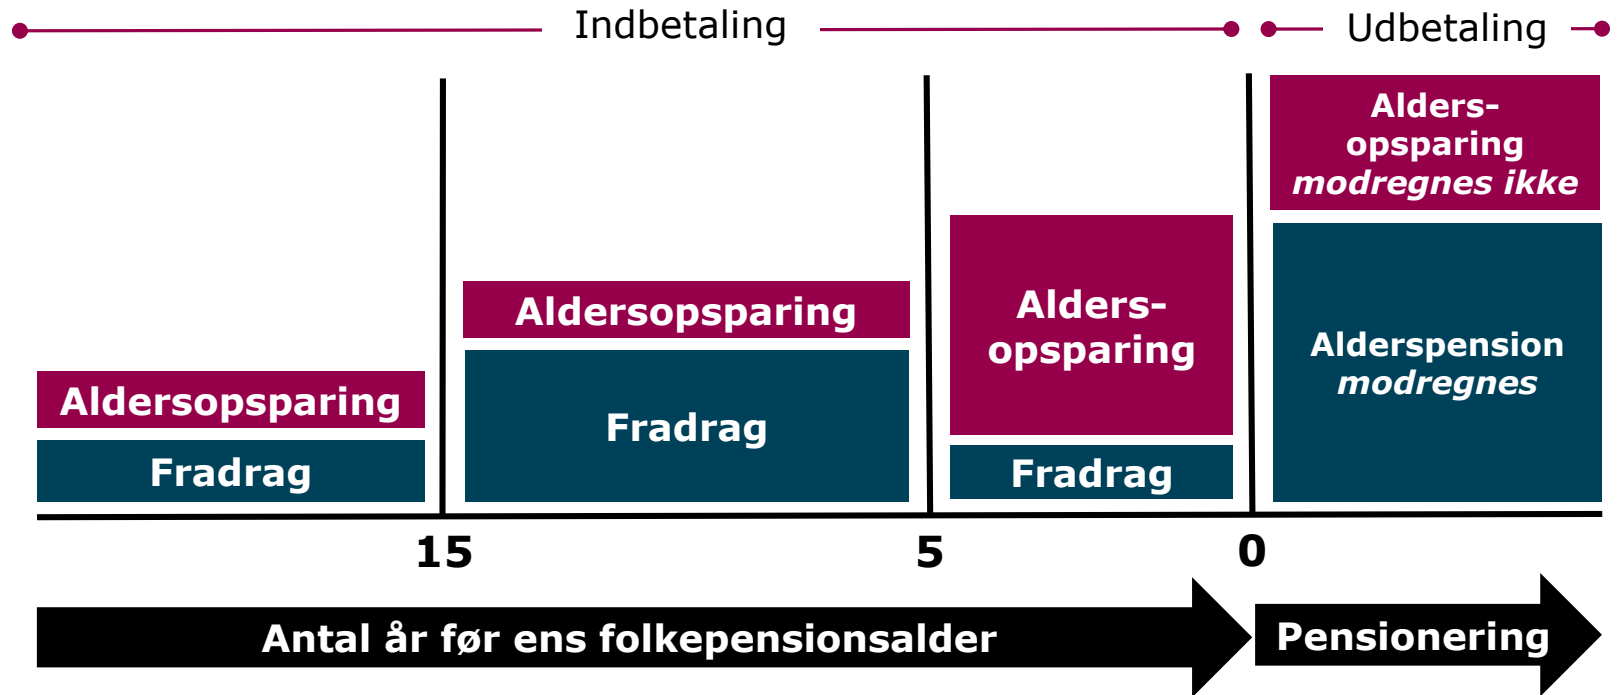 Indbetaling
Udbetaling
Aldersopsparing
Fradrag
Aldersopsparing
Fradrag
Alders-
opsparing
Fradrag
Alders-
opsparing
modregnes ikke
Alderspension
modregnes
15
5
0
Antal år før ens folkepensionsalder
Pensionering